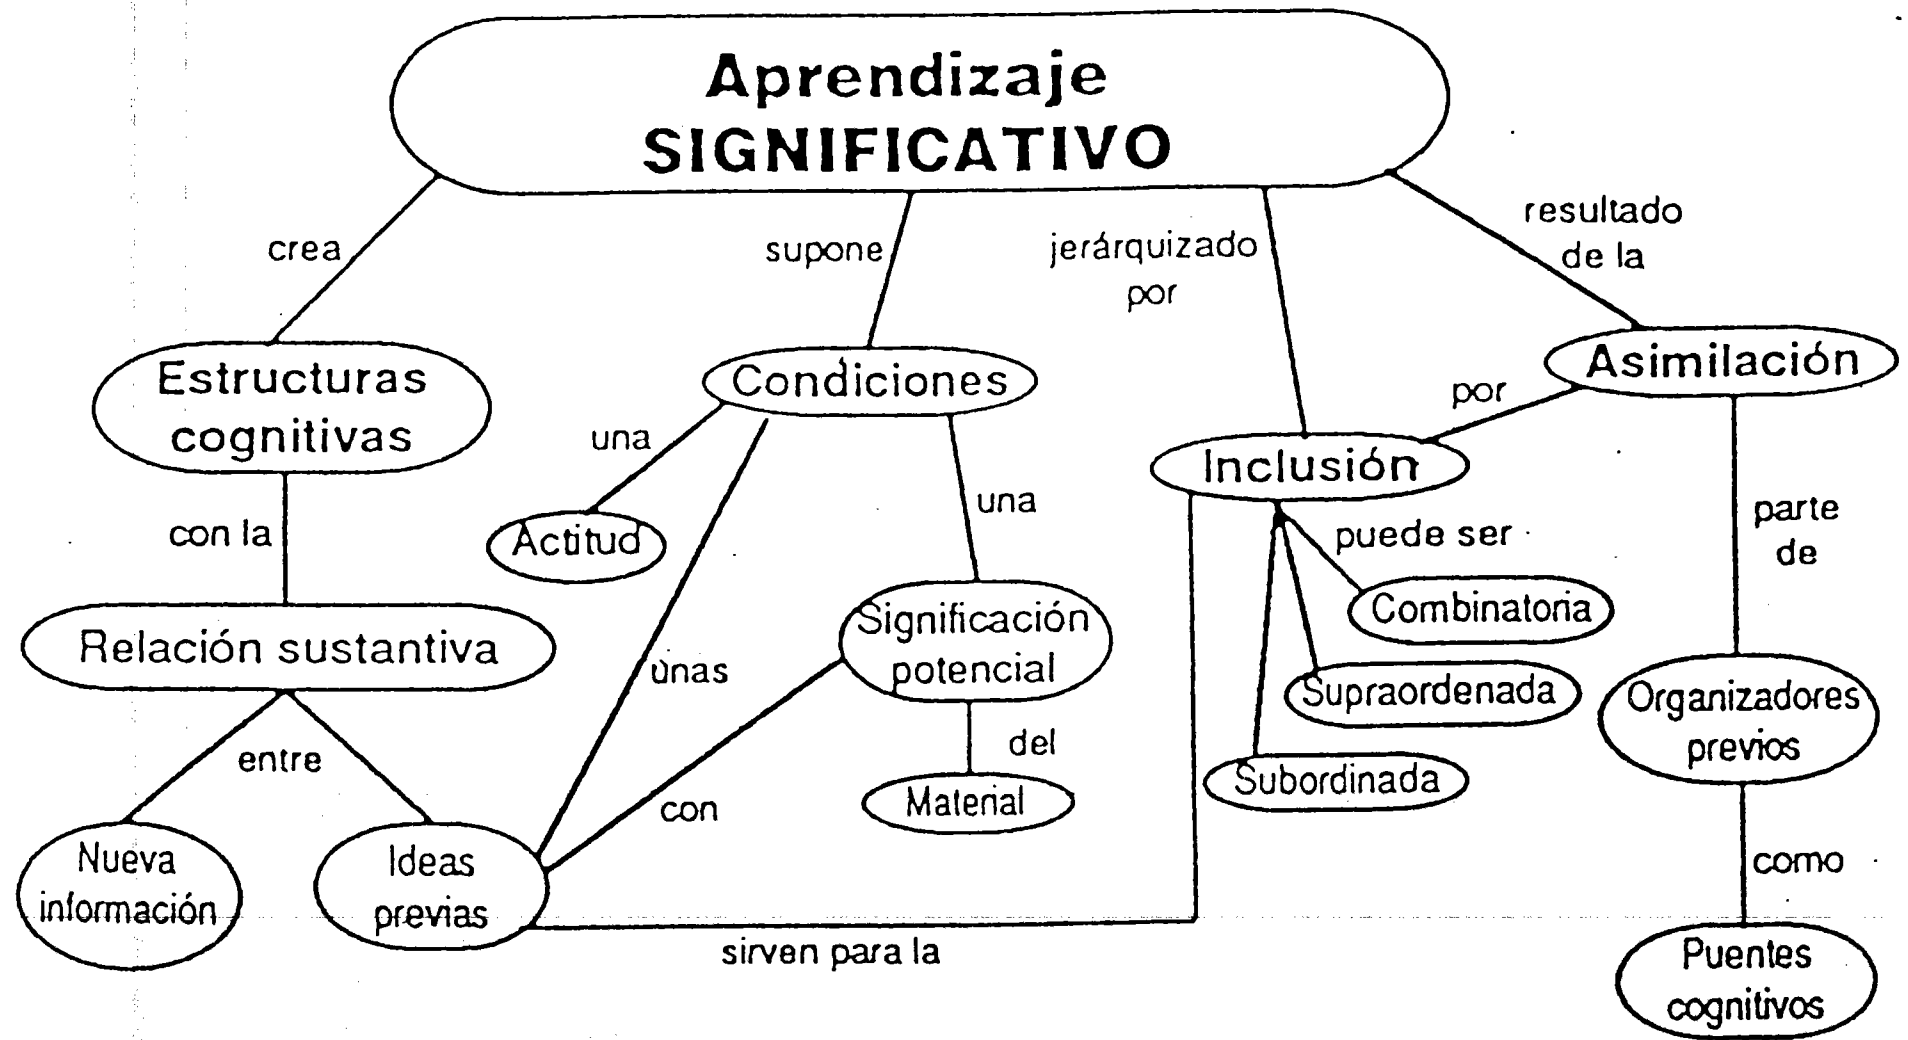 Aprendizaje
SIGNIFICATIVO
crea
supone
jerárquizado
por
resultado
de la
Estructuras
cognitivas
Condiciones
Asimilación
por
una
Inclusión
con la
Actitud
una
puede ser
parte
de
Combinatoria
Relación sustantiva
Significación
potencial
unas
Supraordenada
Organizadores
previos
entre
del
Subordinada
Material
con
Nueva
información
Ideas
previas
como
sirven para la
Puentes
cognitivos